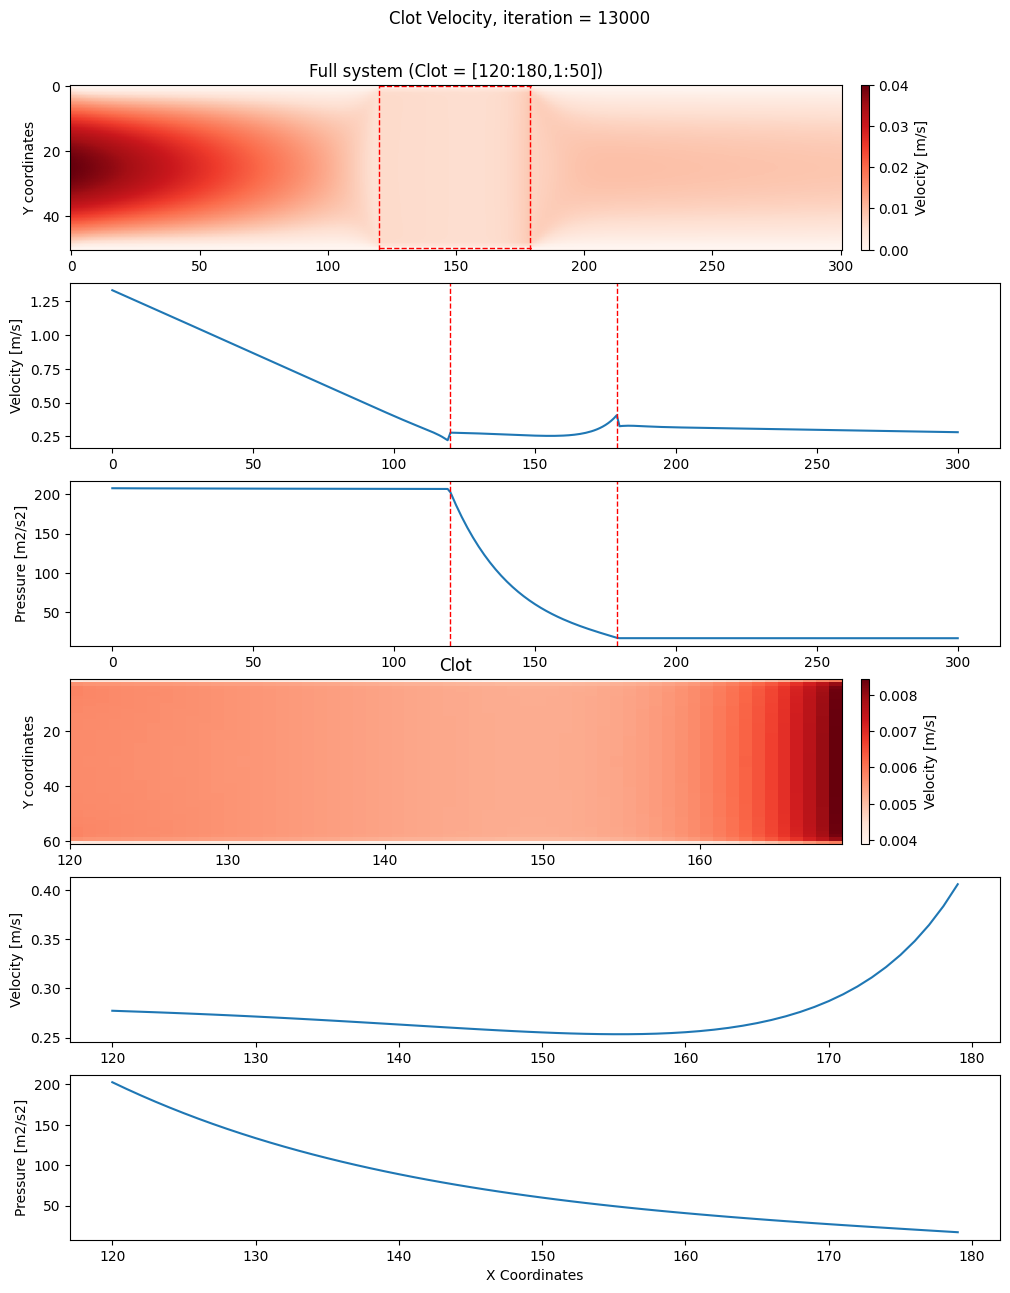 Clot Velocity, iteration = 13000
Full system (Clot = [120:180,1:50])
Y coordinates
0
20
40
0 50 100 150 200 250 300
0.04
0.03
0.02
0.01
0.00
Velocity [m/s]
Velocity [m/s]
1.25
1.00
0.75
0.50
0.25
0 50 100 150 200 250 300
Pressure [m2/s2]
200
150
100
50
0 50 100 150 200 250 300
Clot
Y coordinates
20
40
60
120 130 140 150 160
0.008
0.007
0.006
0.005
0.004
Velocity [m/s]
Velocity [m/s]
0.40
0.35
0.30
0.25
120 130 140 150 160 170 180
Pressure [m2/s2]
200
150
100
50
120 130 140 150 160 170 180
X Coordinates